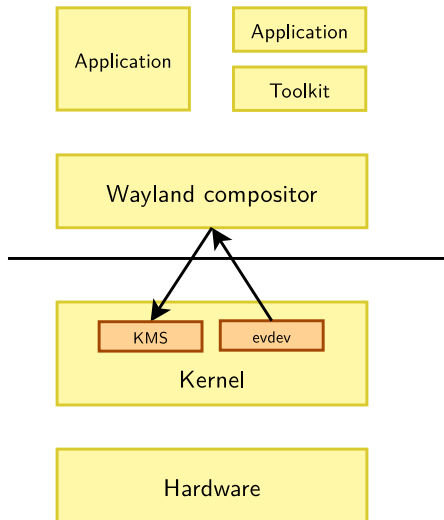 Application
Application
Toolkit
Wayland compositor
KMS
evdev
Kernel
Hardware